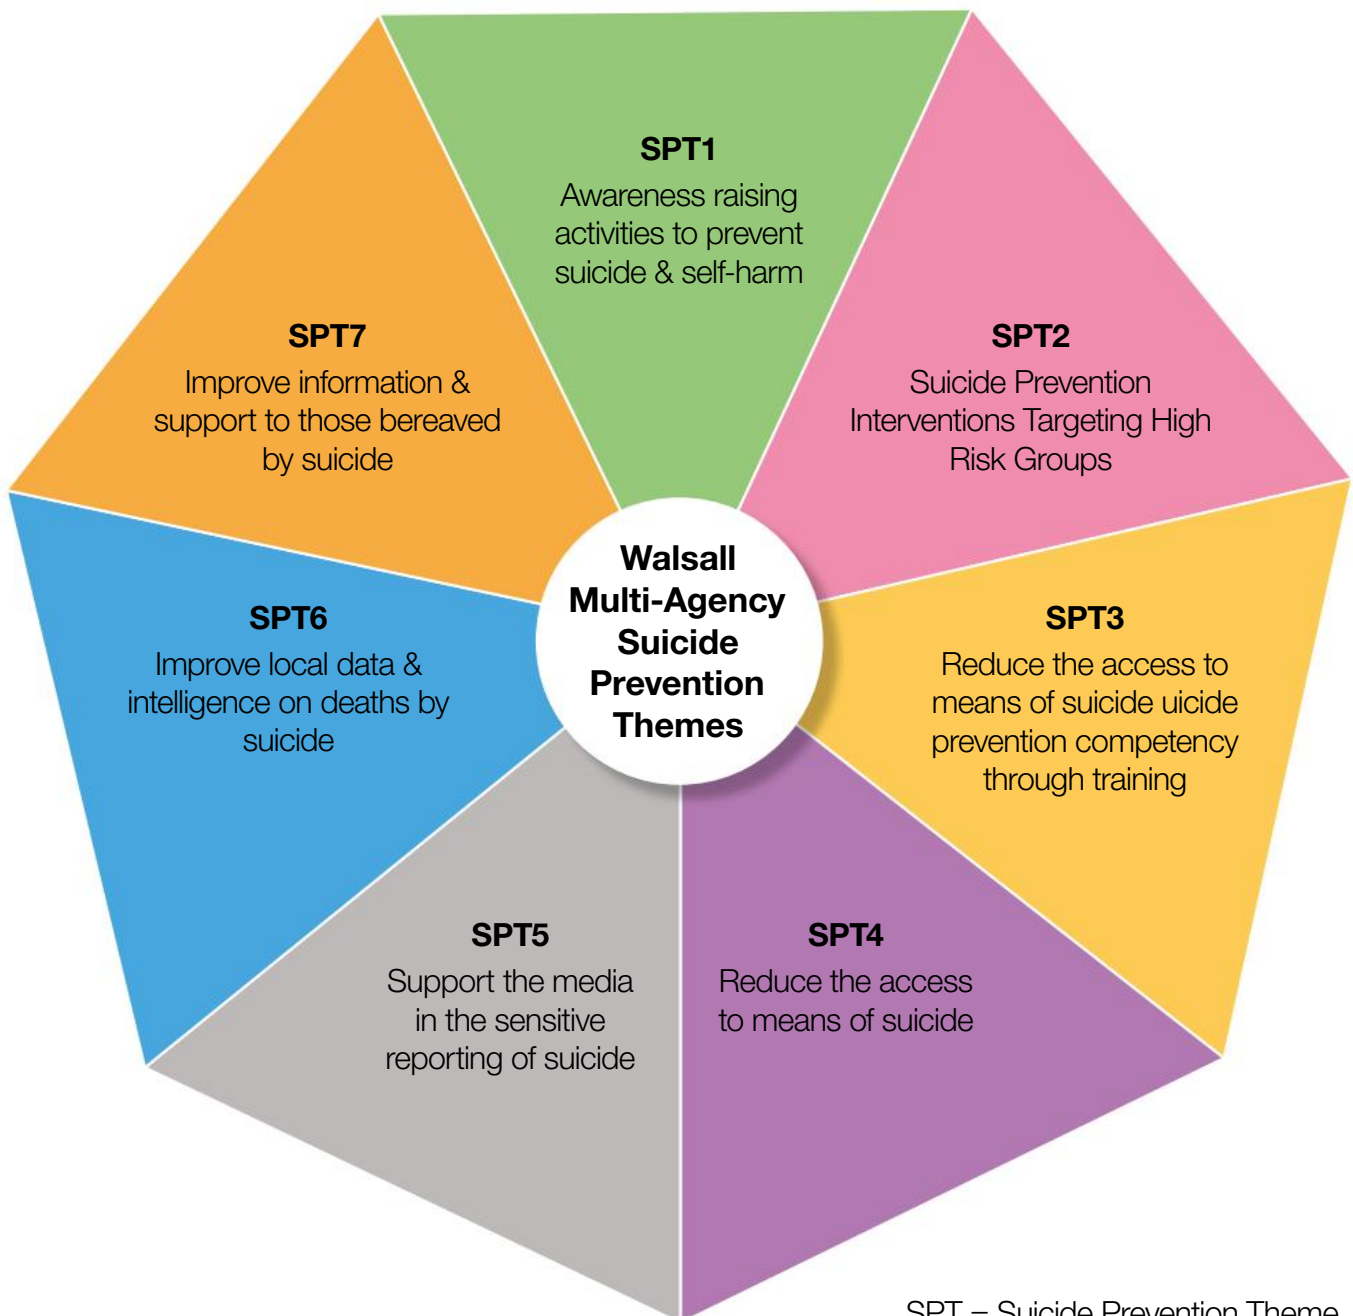 SPT1
Awareness raising
activities to prevent
suicide & self-harm
SPT2
Suicide Prevention
Interventions Targeting High
Risk Groups
SPT3
Reduce the access to
means of suicide uicide
prevention competency
through training
SPT4
Reduce the access
to means of suicide
SPT5
Support the media
in the sensitive
reporting of suicide
SPT6
Improve local data &
intelligence on deaths by
suicide
SPT7
Improve information &
support to those bereaved
by suicide
Walsall
Multi-Agency
Suicide
Prevention
Themes
SPT = Suicide Prevention Theme